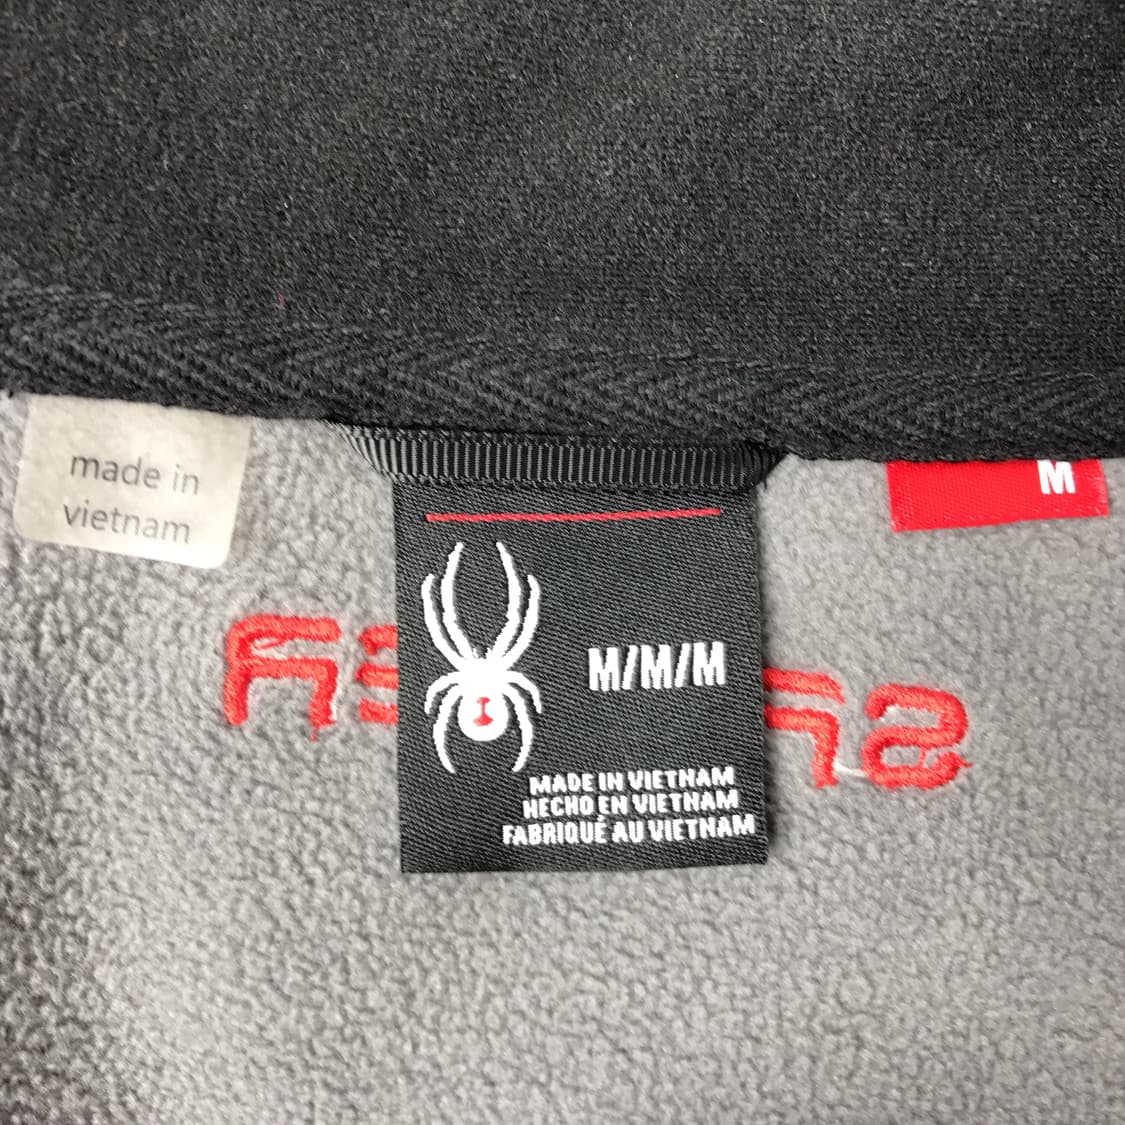 made in
vietnam
M
M/M/M
MADE IN VIETNAM
HECHO EN VIETNAM
FABRIQUÉ AU VIETNAM